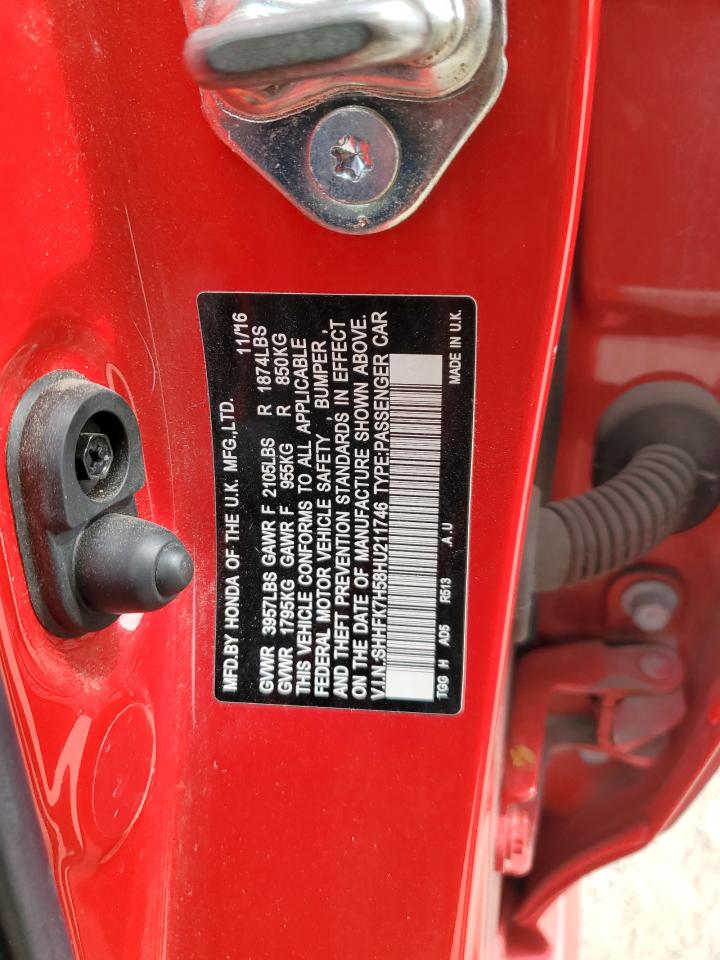 MFD.BY HONDA OF THE U.K. MFG.,LTD. 11/16
GVWR 3957LBS GAWR F 2105LBS R 1874LBS
GVWR 1795KG GAWR F 955KG R 850KG
THIS VEHICLE CONFORMS TO ALL APPLICABLE
FEDERAL MOTOR VEHICLE SAFETY , BUMPER,
AND THEFT PREVENTION STANDARDS IN EFFECT
ON THE DATE OF MANUFACTURE SHOWN ABOVE.
V.I.N.:SHHFK7H58HU211746 TYPE:PASSENGER CAR
TGG H AD5 R513 .A.U MADE IN U.K.